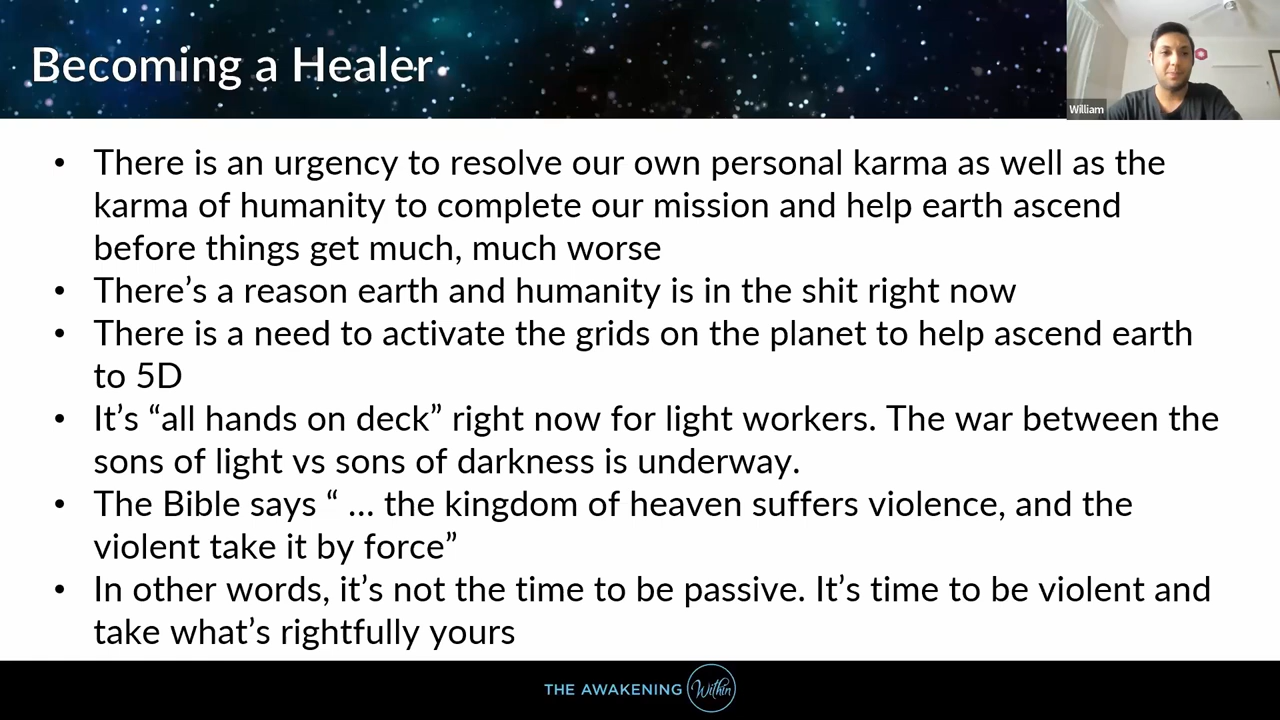 Becoming a Healer
William
• There is an urgency to resolve our own personal karma as well as the
karma of humanity to complete our mission and help earth ascend
before things get much, much worse
• There’s a reason earth and humanity is in the shit right now
• There is a need to activate the grids on the planet to help ascend earth
to 5D
• It’s “all hands on deck” right now for light workers. The war between the
sons of light vs sons of darkness is underway.
• The Bible says “ ... the kingdom of heaven suffers violence, and the
violent take it by force”
• In other words, it’s not the time to be passive. It’s time to be violent and
take what’s rightfully yours
THE AWAKENING Within